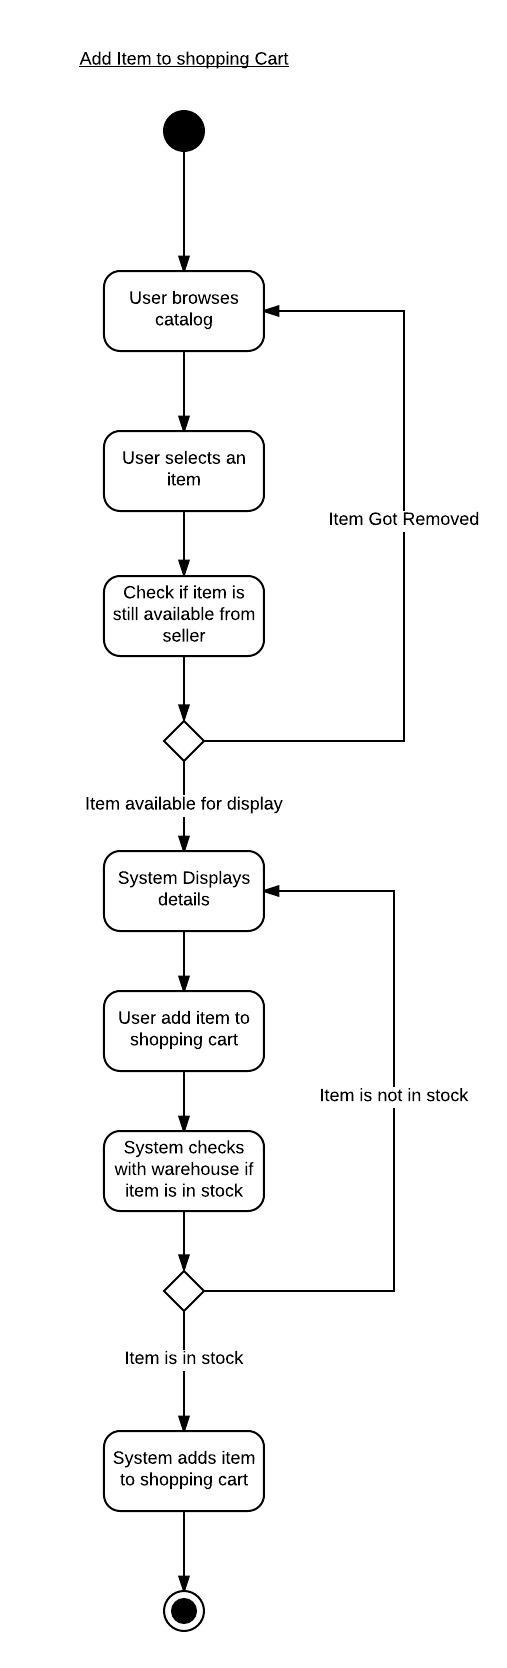 Add Item to shopping Cart
User browses
catalog
User selects an
item
Item Got Removed
Check if item is
still available from
seller
Item available for display
System Displays
details
User add item to
shopping cart
Item is not in stock
System checks
with warehouse if
item is in stock
Item is in stock
System adds item
to shopping cart